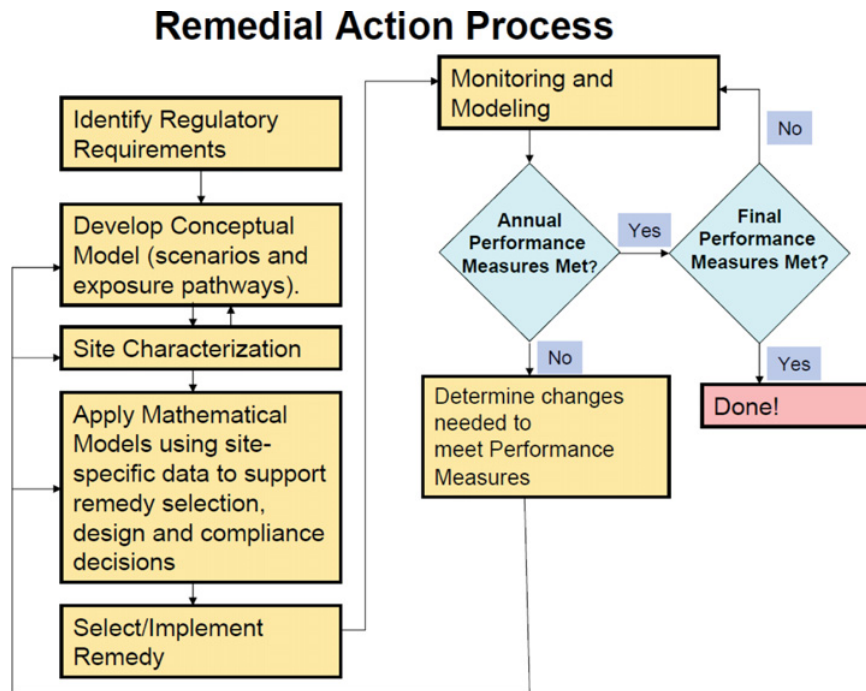 Remedial Action Process
Identify Regulatory
Requirements
Develop Conceptual
Model (scenarios and
exposure pathways).
Site Characterization
Apply Mathematical
Models using site-
specific data to support
remedy selection,
design and compliance
decisions
Select/Implement
Remedy
Monitoring and
Modeling
No
Annual
Performance
Measures Met?
Yes
Final
Performance
Measures Met?
No
Yes
Determine changes
needed to
meet Performance
Measures
Done!